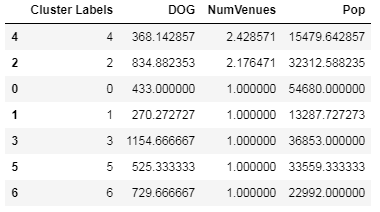 Cluster Labels DOG NumVenues Pop
4 4 368.142857 2.428571 15479.642857
2 2 834.882353 2.176471 32312.588235
0 0 433.000000 1.000000 54680.000000
1 1 270.272727 1.000000 13287.727273
3 3 1154.666667 1.000000 36853.000000
5 5 525.333333 1.000000 33559.333333
6 6 729.666667 1.000000 22992.000000